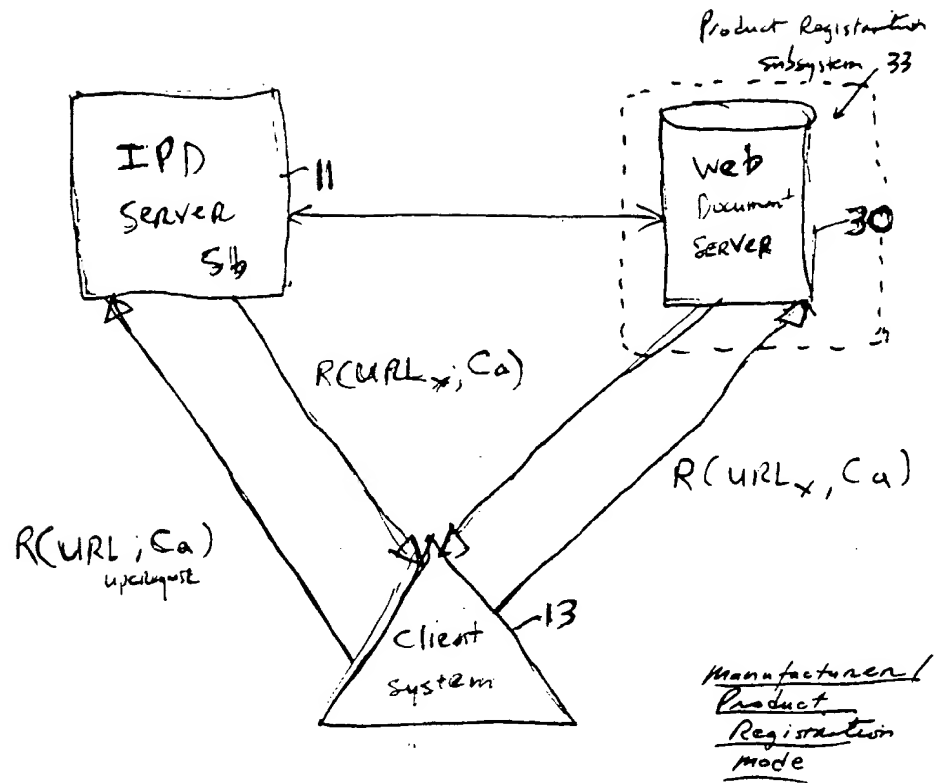 Product Registration
Subsystem 33
IPD
Server
11
Web
Document
Server
30
R(URLx; Ca)
R(URLx, Ca)
R(URL; Ca)
Client
system
13
Manufacturer/
Product
Registration
mode